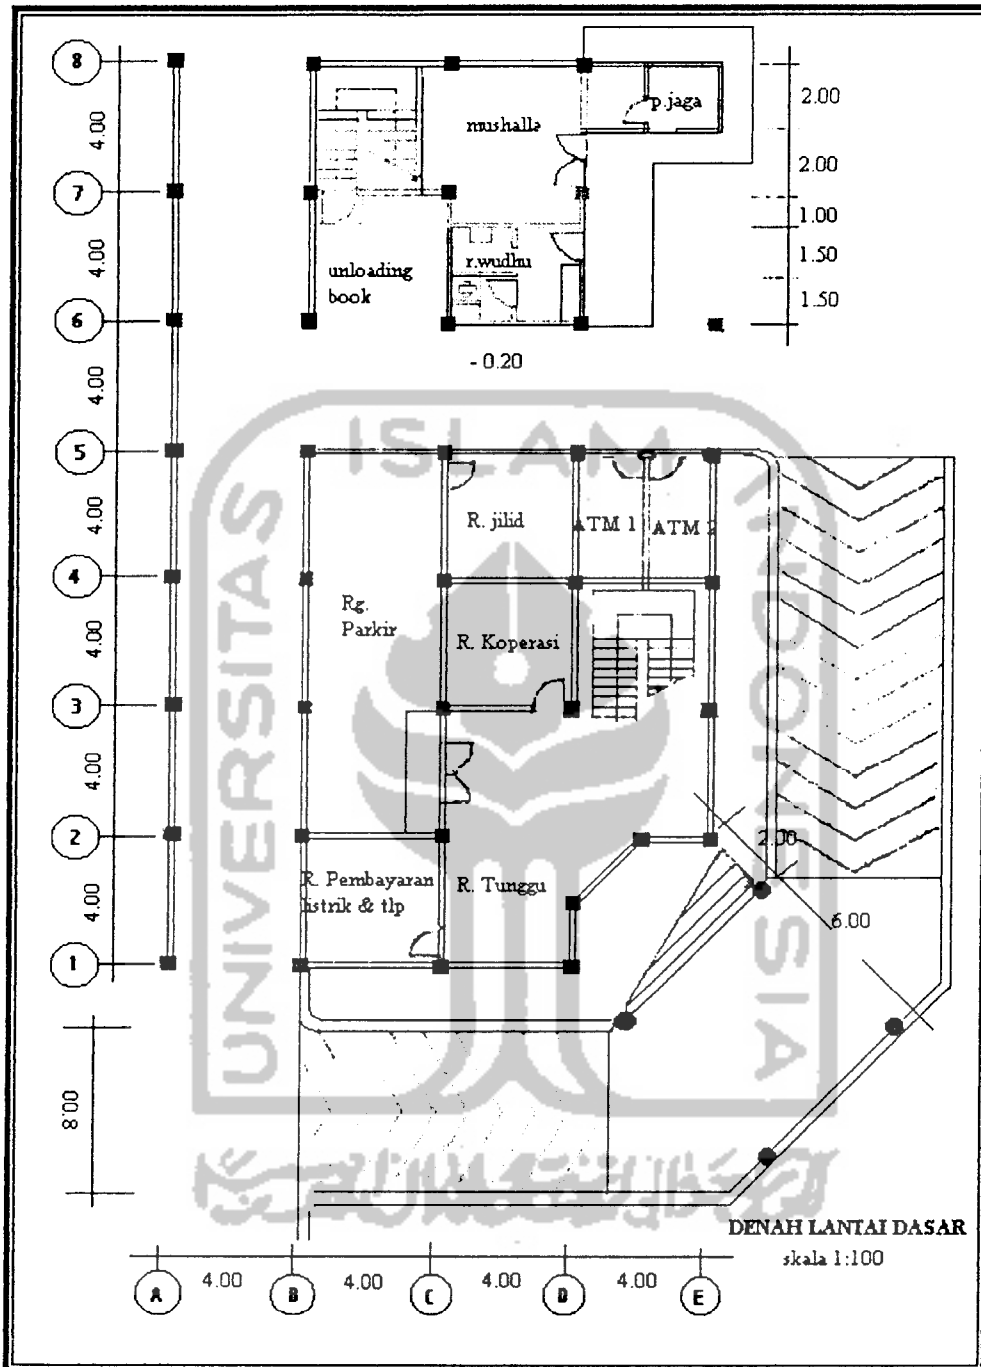 8
4.00
7
4.00
6
4.00
5
4.00
4
4.00
3
4.00
2
4.00
1
8.00
mushalla
p.jaga
unloading
book
r.wudhu
2.00
2.00
1.00
1.50
1.50
- 0.20
R. jilid
ATM 1
ATM 2
Rg.
Parkir
R. Koperasi
R. Pembayaran
listrik & tlp
R. Tunggu
2.00
6.00
UNIVERSITAS
ISLAM
INDONESIA
DENAH LANTAI DASAR
skala 1:100
A
4.00
B
4.00
C
4.00
D
4.00
E